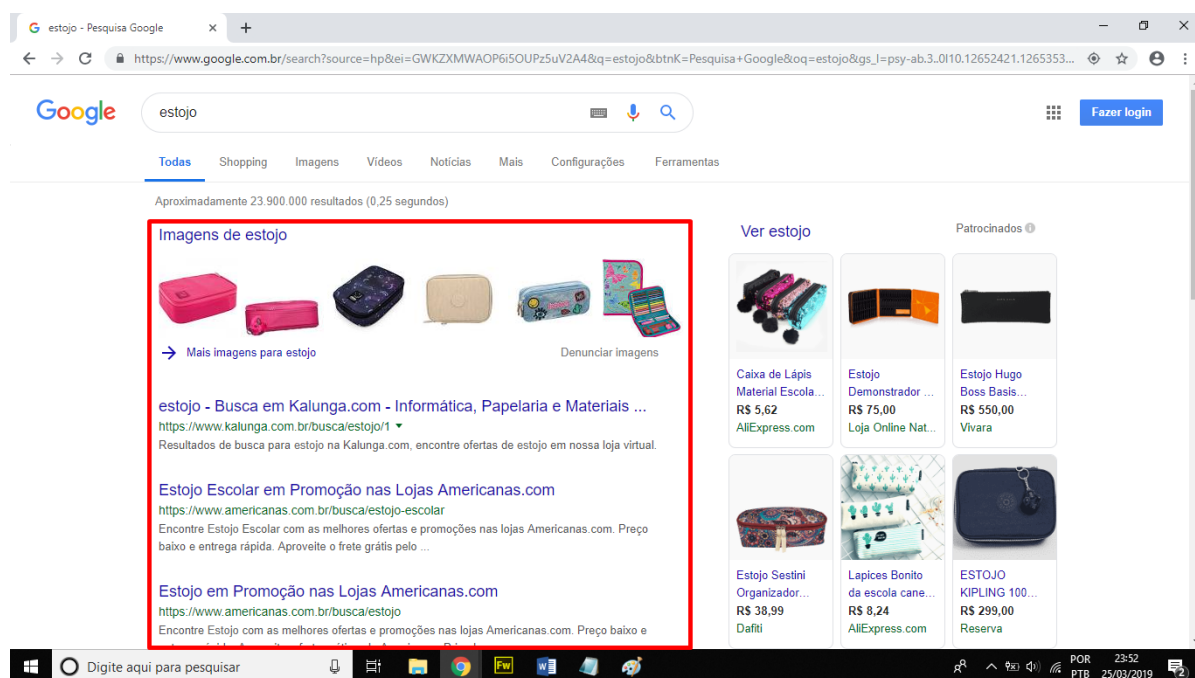 estojo - Pesquisa Google
https://www.google.com.br/search?source=hp&ei=GWKZXMWAOP6i5OUPz5uV2A4&q=estojo&btnK=Pesquisa+Google&oq=estojo&gs_l=psy-ab.3..0l10.12652421.1265353...
Google
estojo
Fazer login
Todas Shopping Imagens Vídeos Notícias Mais Configurações Ferramentas
Aproximadamente 23.900.000 resultados (0,25 segundos)
Imagens de estojo
Mais imagens para estojo
Denunciar imagens
estojo - Busca em Kalunga.com - Informática, Papelaria e Materiais ...
https://www.kalunga.com.br/busca/estojo/1
Resultados de busca para estojo na Kalunga.com, encontre ofertas de estojo em nossa loja virtual.
Estojo Escolar em Promoção nas Lojas Americanas.com
https://www.americanas.com.br/busca/estojo-escolar
Encontre Estojo Escolar com as melhores ofertas e promoções nas lojas Americanas.com. Preço
baixo e entrega rápida. Aproveite o frete grátis pelo ...
Estojo em Promoção nas Lojas Americanas.com
https://www.americanas.com.br/busca/estojo
Encontre Estojo com as melhores ofertas e promoções nas lojas Americanas.com. Preço baixo e
Ver estojo
Patrocinados
Caixa de Lápis
Material Escola...
R$ 5,62
AliExpress.com
Estojo
Demonstrador ...
R$ 75,00
Loja Online Nat...
Estojo Hugo
Boss Basis...
R$ 550,00
Vivara
Estojo Sestini
Organizador...
R$ 38,99
Dafiti
Lapices Bonito
da escola cane...
R$ 8,24
AliExpress.com
ESTOJO
KIPLING 100...
R$ 299,00
Reserva
Digite aqui para pesquisar
Fw
POR
PTB
23:52
25/03/2019
2